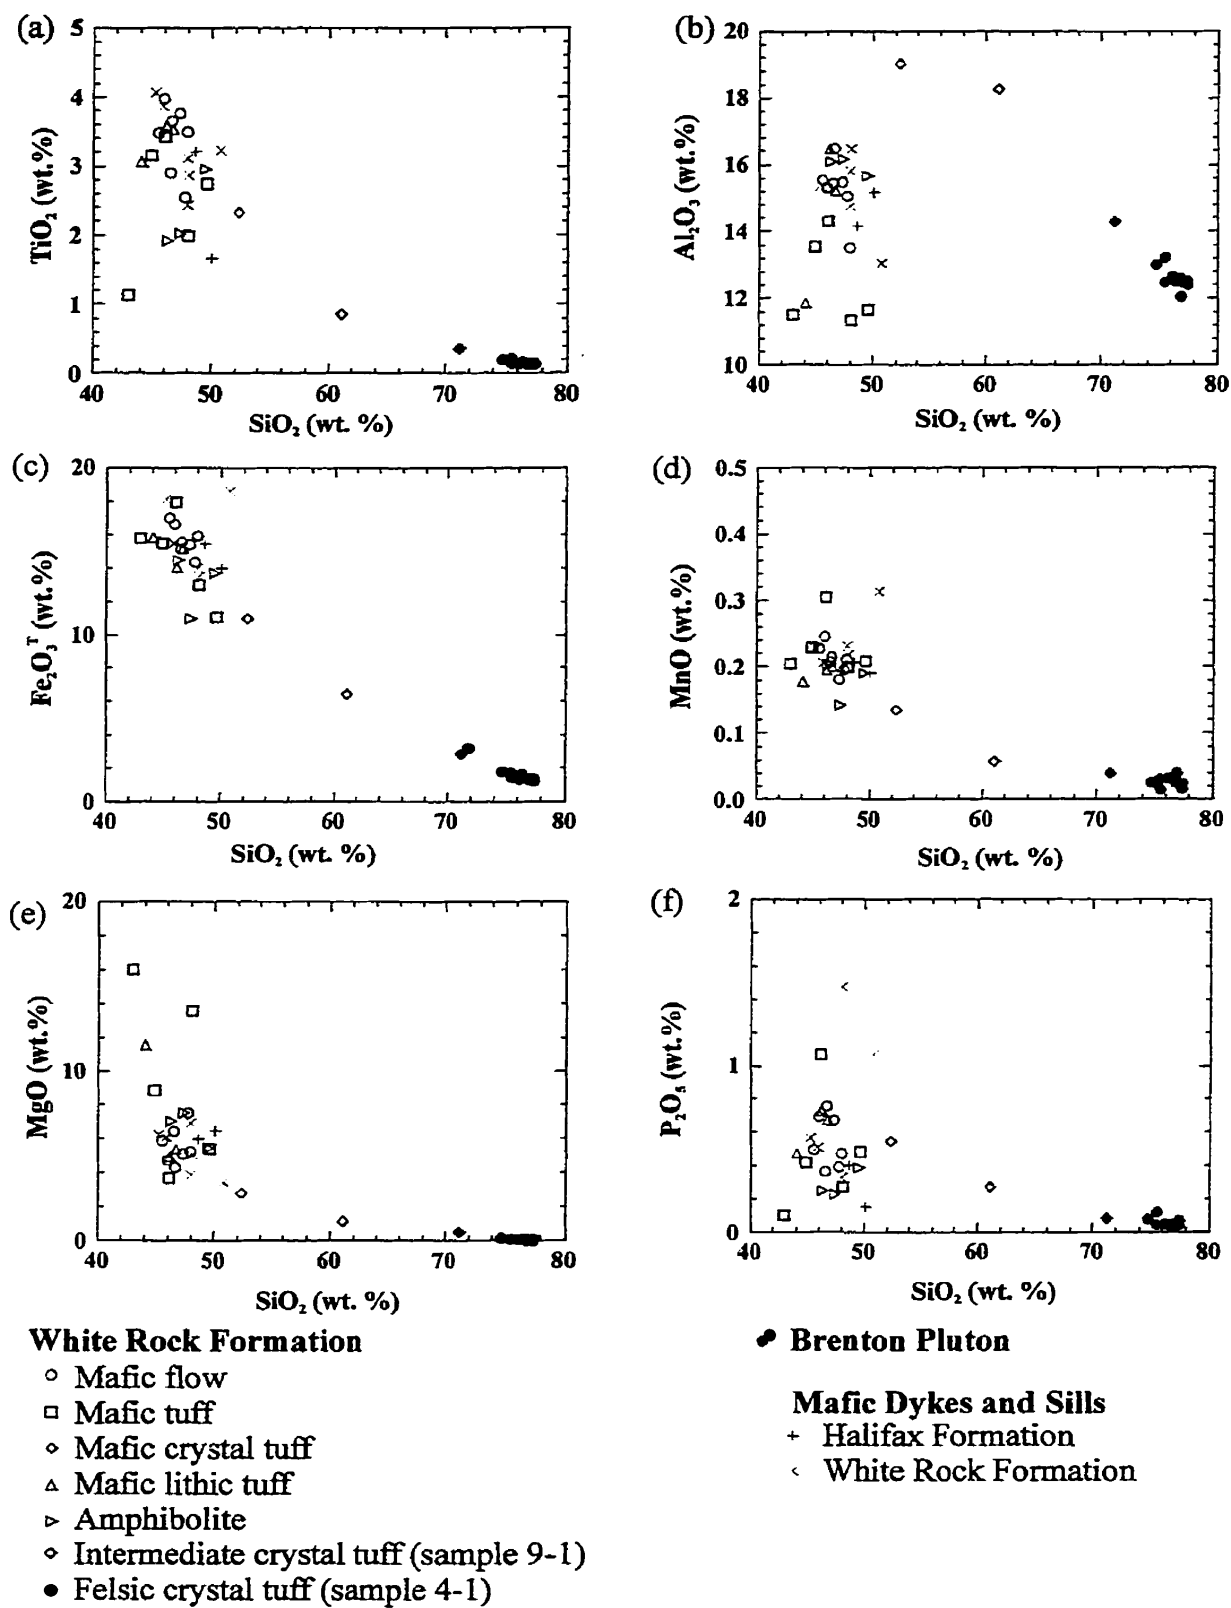 (a)
5
4
3
2
1
0
TiO₂ (wt.%)
40 50 60 70 80
SiO₂ (wt. %)
(b)
20
18
16
14
12
10
Al₂O₃ (wt.%)
40 50 60 70 80
SiO₂ (wt. %)
(c)
20
10
0
Fe₂O₃ᵀ (wt.%)
40 50 60 70 80
SiO₂ (wt. %)
(d)
0.5
0.4
0.3
0.2
0.1
0.0
MnO (wt.%)
40 50 60 70 80
SiO₂ (wt. %)
(e)
20
10
0
MgO (wt.%)
40 50 60 70 80
SiO₂ (wt. %)
(f)
2
1
0
P₂O₅ (wt.%)
40 50 60 70 80
SiO₂ (wt. %)
White Rock Formation
Mafic flow
Mafic tuff
Mafic crystal tuff
Mafic lithic tuff
Amphibolite
Intermediate crystal tuff (sample 9-1)
Felsic crystal tuff (sample 4-1)
Brenton Pluton
Mafic Dykes and Sills
Halifax Formation
White Rock Formation